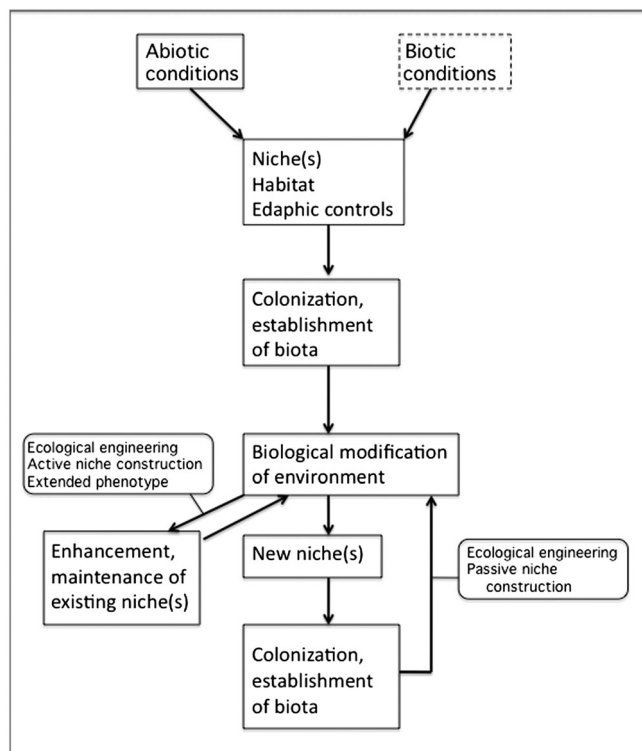 Abiotic
conditions
Biotic
conditions
Niche(s)
Habitat
Edaphic controls
Colonization,
establishment
of biota
Ecological engineering
Active niche construction
Extended phenotype
Biological modification
of environment
Enhancement,
maintenance of
existing niche(s)
New niche(s)
Ecological engineering
Passive niche
construction
Colonization,
establishment
of biota